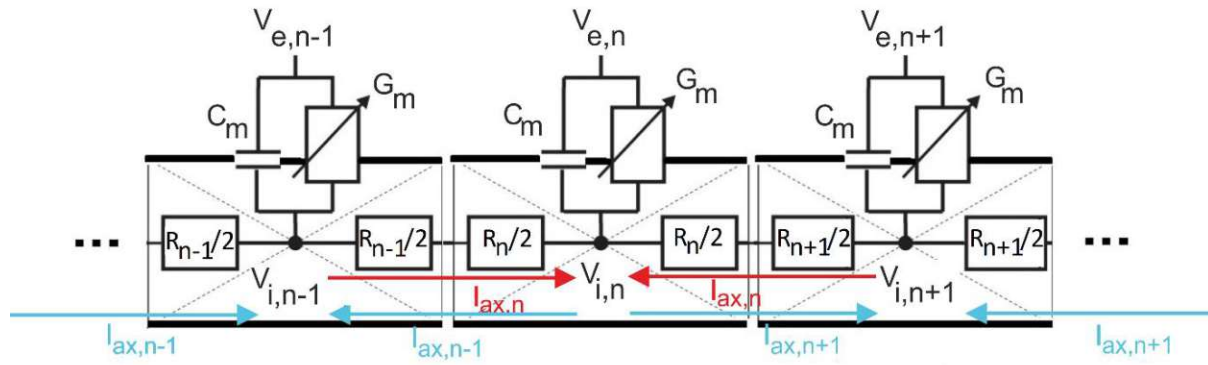 V_e,n-1 V_e,n V_e,n+1
C_m G_m C_m G_m C_m G_m
... R_n-1/2 R_n-1/2 R_n/2 R_n/2 R_n+1/2 R_n+1/2 ...
V_i,n-1 V_i,n V_i,n+1
I_ax,n I_ax,n
I_ax,n-1 I_ax,n-1 I_ax,n+1 I_ax,n+1